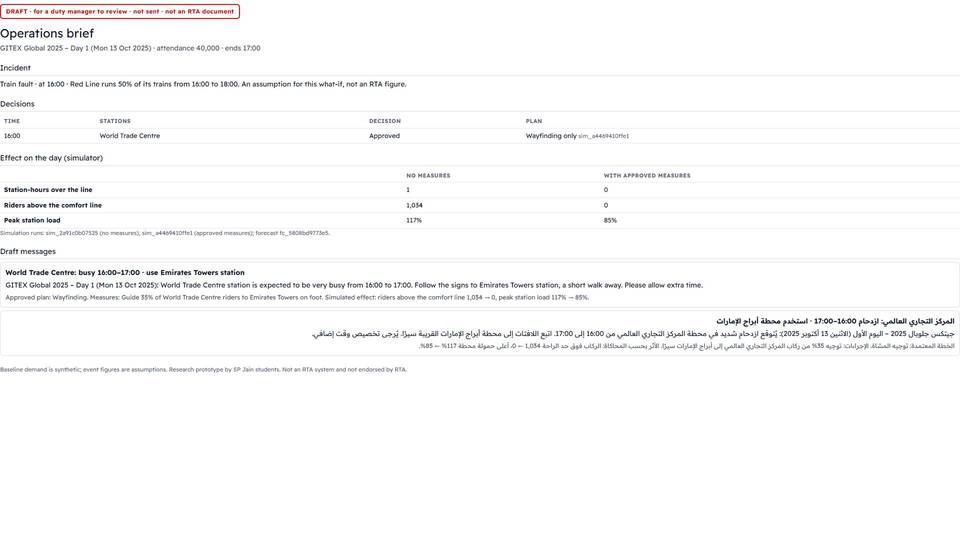 DRAFT · for a duty manager to review · not sent · not an RTA document
Operations brief
GITEX Global 2025 – Day 1 (Mon 13 Oct 2025) · attendance 40,000 · ends 17:00
Incident
Train fault · at 16:00 · Red Line runs 50% of its trains from 16:00 to 18:00. An assumption for this what-if, not an RTA figure.
Decisions
TIME STATIONS DECISION PLAN
16:00 World Trade Centre Approved Wayfinding only sim_a4469410ffe1
Effect on the day (simulator)
NO MEASURES WITH APPROVED MEASURES
Station-hours over the line 1 0
Riders above the comfort line 1,034 0
Peak station load 117% 85%
Simulation runs: sim_2a91c0b07525 (no measures), sim_a4469410ffe1 (approved measures); forecast fc_5808bd9773e5.
Draft messages
World Trade Centre: busy 16:00–17:00 · use Emirates Towers station
GITEX Global 2025 – Day 1 (Mon 13 Oct 2025): World Trade Centre station is expected to be very busy from 16:00 to 17:00. Follow the signs to Emirates Towers station, a short walk away. Please allow extra time.
Approved plan: Wayfinding. Measures: Guide 35% of World Trade Centre riders to Emirates Towers on foot. Simulated effect: riders above the comfort line 1,034 → 0, peak station load 117% → 85%.
المركز التجاري العالمي: ازدحام 16:00–17:00 · استخدم محطة أبراج الإمارات
جيتكس جلوبال 2025 – اليوم الأول (الاثنين 13 أكتوبر 2025): يُتوقع ازدحام شديد في محطة المركز التجاري العالمي من 16:00 إلى 17:00. اتبع اللافتات إلى محطة أبراج الإمارات القريبة سيرًا. يُرجى تخصيص وقت إضافي.
الخطة المعتمدة: توجيه المشاة. الإجراءات: توجيه 35% من ركاب المركز التجاري العالمي إلى أبراج الإمارات سيرًا. الأثر بحسب المحاكاة: الركاب فوق حد الراحة 1,034 ← 0، أعلى حمولة محطة 117% ← 85%.
Baseline demand is synthetic; event figures are assumptions. Research prototype by SP Jain students. Not an RTA system and not endorsed by RTA.